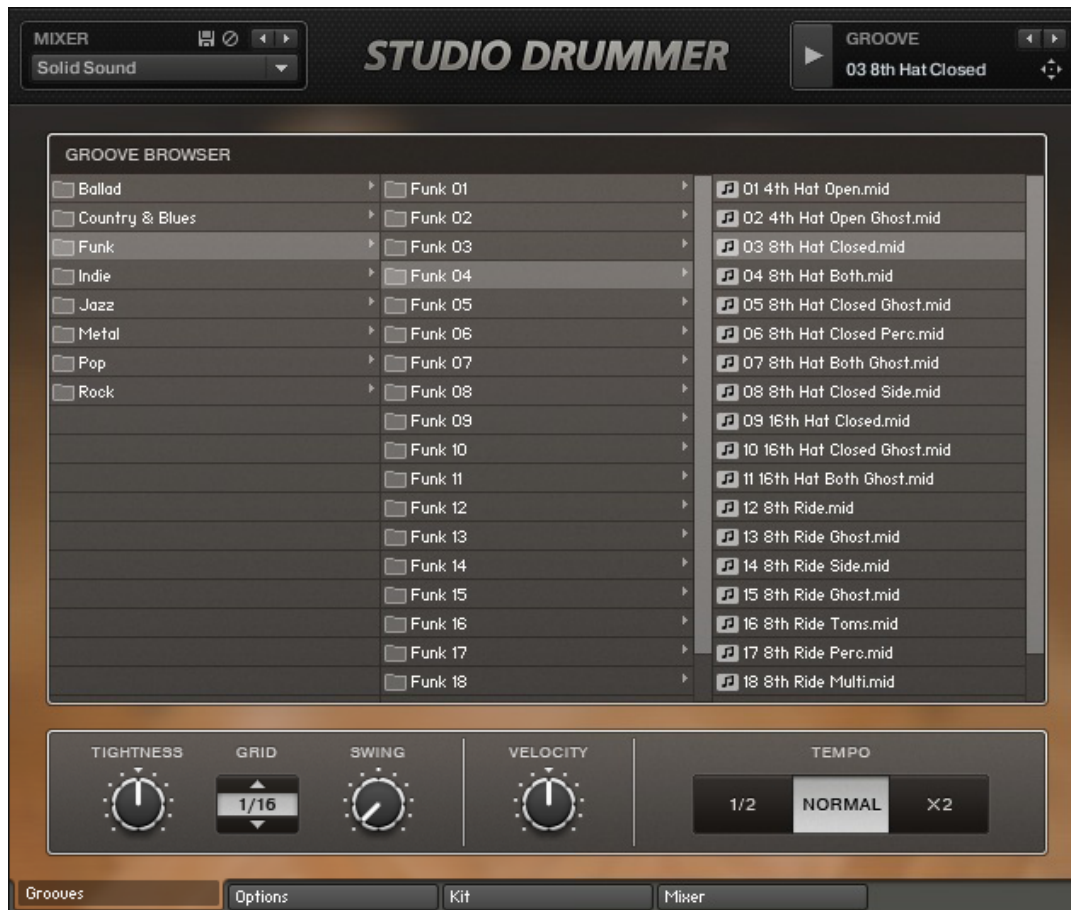 MIXER
Solid Sound
STUDIO DRUMMER
GROOVE
03 8th Hat Closed
GROOVE BROWSER
Ballad
Country & Blues
Funk
Indie
Jazz
Metal
Pop
Rock
Funk 01
Funk 02
Funk 03
Funk 04
Funk 05
Funk 06
Funk 07
Funk 08
Funk 09
Funk 10
Funk 11
Funk 12
Funk 13
Funk 14
Funk 15
Funk 16
Funk 17
Funk 18
01 4th Hat Open.mid
02 4th Hat Open Ghost.mid
03 8th Hat Closed.mid
04 8th Hat Both.mid
05 8th Hat Closed Ghost.mid
06 8th Hat Closed Perc.mid
07 8th Hat Both Ghost.mid
08 8th Hat Closed Side.mid
09 16th Hat Closed.mid
10 16th Hat Closed Ghost.mid
11 16th Hat Both Ghost.mid
12 8th Ride.mid
13 8th Ride Ghost.mid
14 8th Ride Side.mid
15 8th Ride Ghost.mid
16 8th Ride Toms.mid
17 8th Ride Perc.mid
18 8th Ride Multi.mid
TIGHTNESS GRID SWING VELOCITY TEMPO
1/16 1/2 NORMAL X2
Grooves Options Kit Mixer